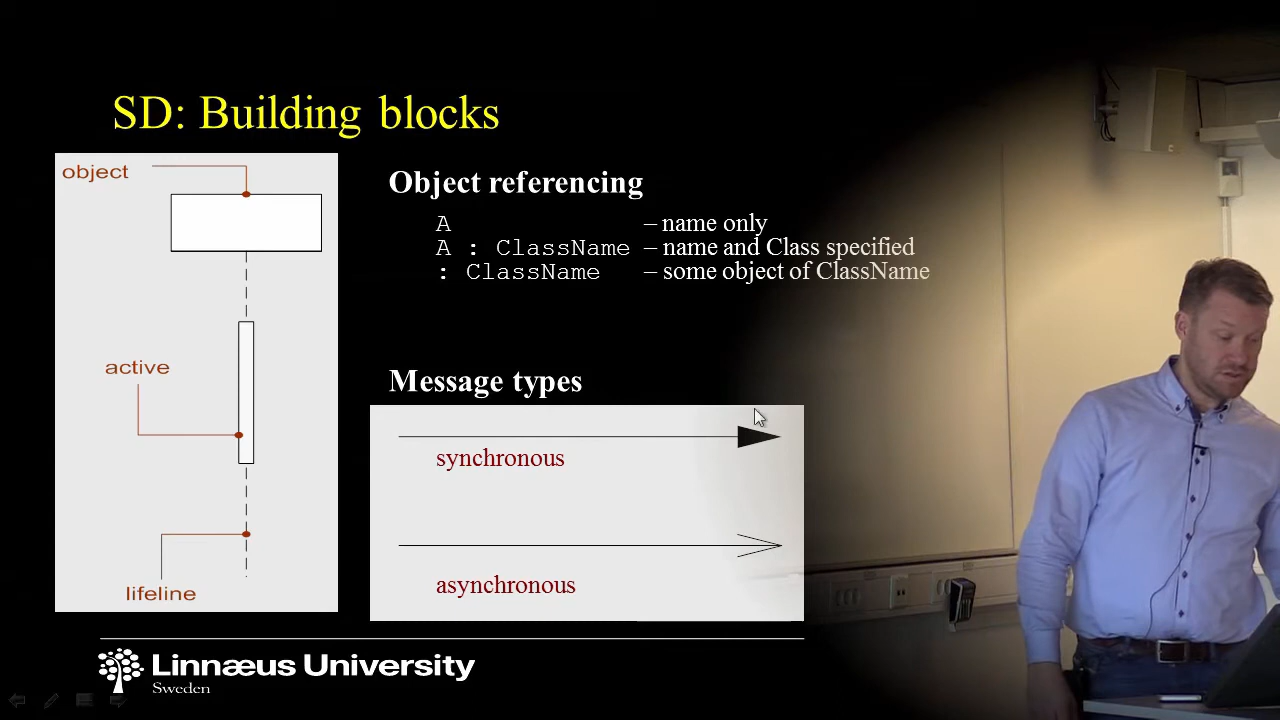 SD: Building blocks
object
active
lifeline
Object referencing
A – name only
A : ClassName – name and Class specified
: ClassName – some object of ClassName
Message types
synchronous
asynchronous
Linnæus University
Sweden